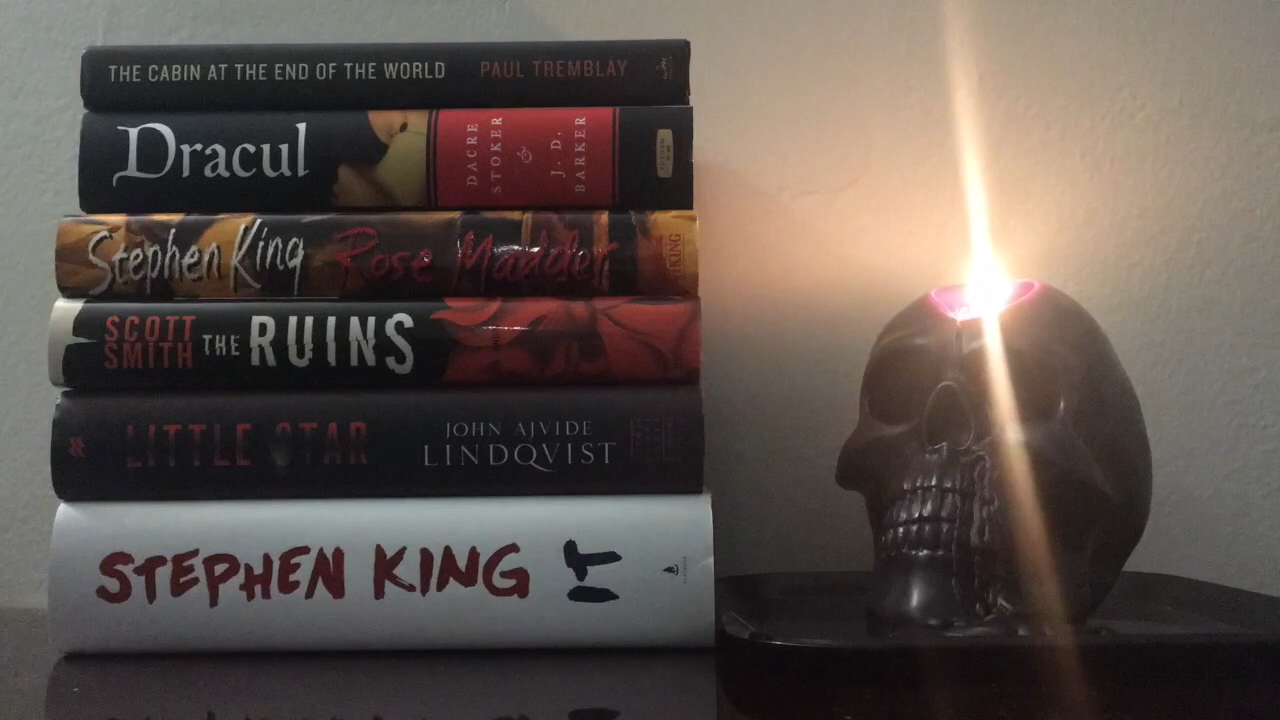 THE CABIN AT THE END OF THE WORLD PAUL TREMBLAY
Dracul
DACRE
STOKER
&
J. D.
BARKER
Stephen King Rose Madder VIKING
SCOTT
SMITH
THE RUINS
LITTLE STAR
JOHN AJVIDE
LINDQVIST
STEPHEN KING IT